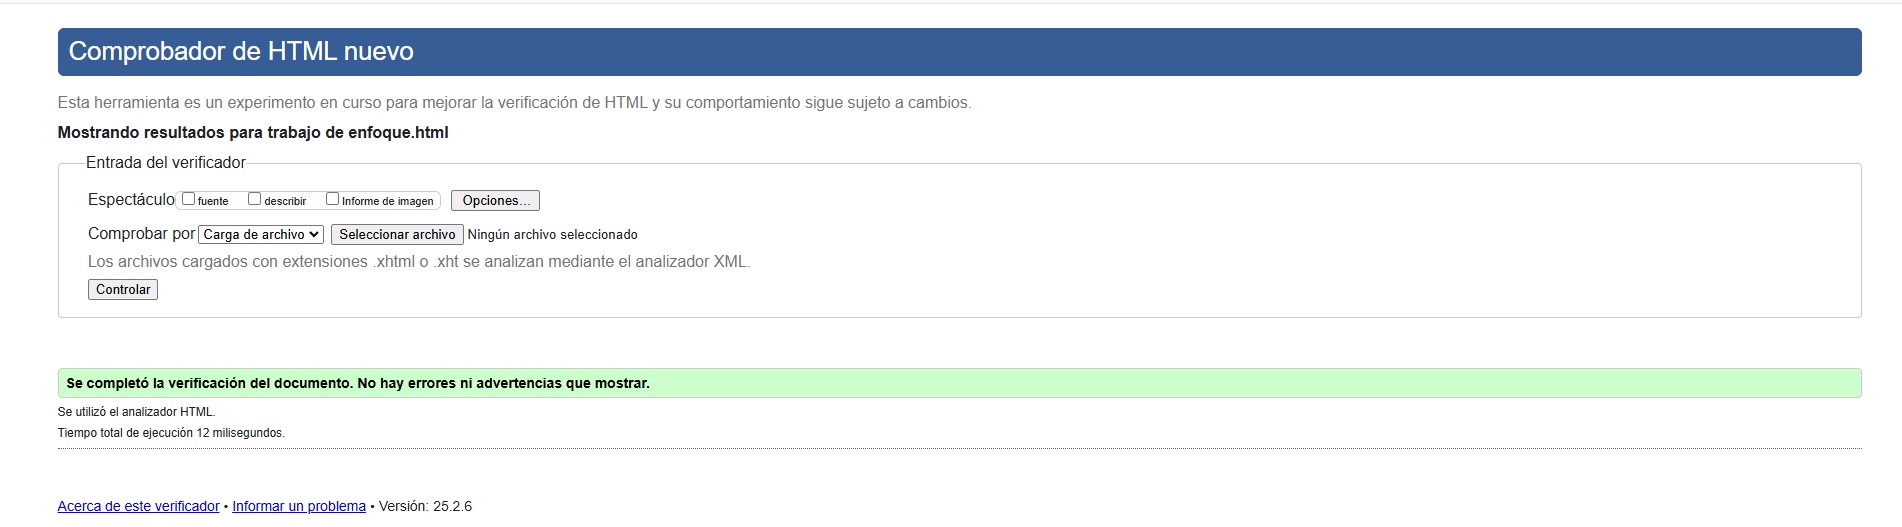 Comprobador de HTML nuevo
Esta herramienta es un experimento en curso para mejorar la verificación de HTML y su comportamiento sigue sujeto a cambios.
Mostrando resultados para trabajo de enfoque.html
Entrada del verificador
Espectáculo fuente describir Informe de imagen Opciones...
Comprobar por Carga de archivo Seleccionar archivo Ningún archivo seleccionado
Los archivos cargados con extensiones .xhtml o .xht se analizan mediante el analizador XML.
Controlar
Se completó la verificación del documento. No hay errores ni advertencias que mostrar.
Se utilizó el analizador HTML.
Tiempo total de ejecución 12 milisegundos.
Acerca de este verificador • Informar un problema • Versión: 25.2.6